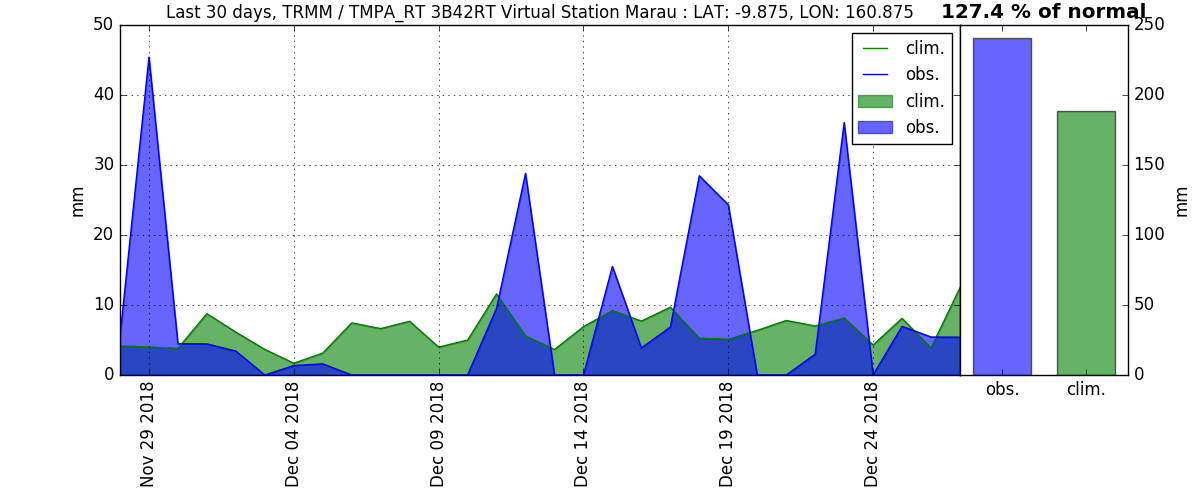 Last 30 days, TRMM / TMPA_RT 3B42RT Virtual Station Marau : LAT: -9.875, LON: 160.875
127.4 % of normal
50
40
30
20
10
0
mm
clim.
obs.
clim.
obs.
250
200
150
100
50
0
mm
Nov 29 2018
Dec 04 2018
Dec 09 2018
Dec 14 2018
Dec 19 2018
Dec 24 2018
obs.
clim.